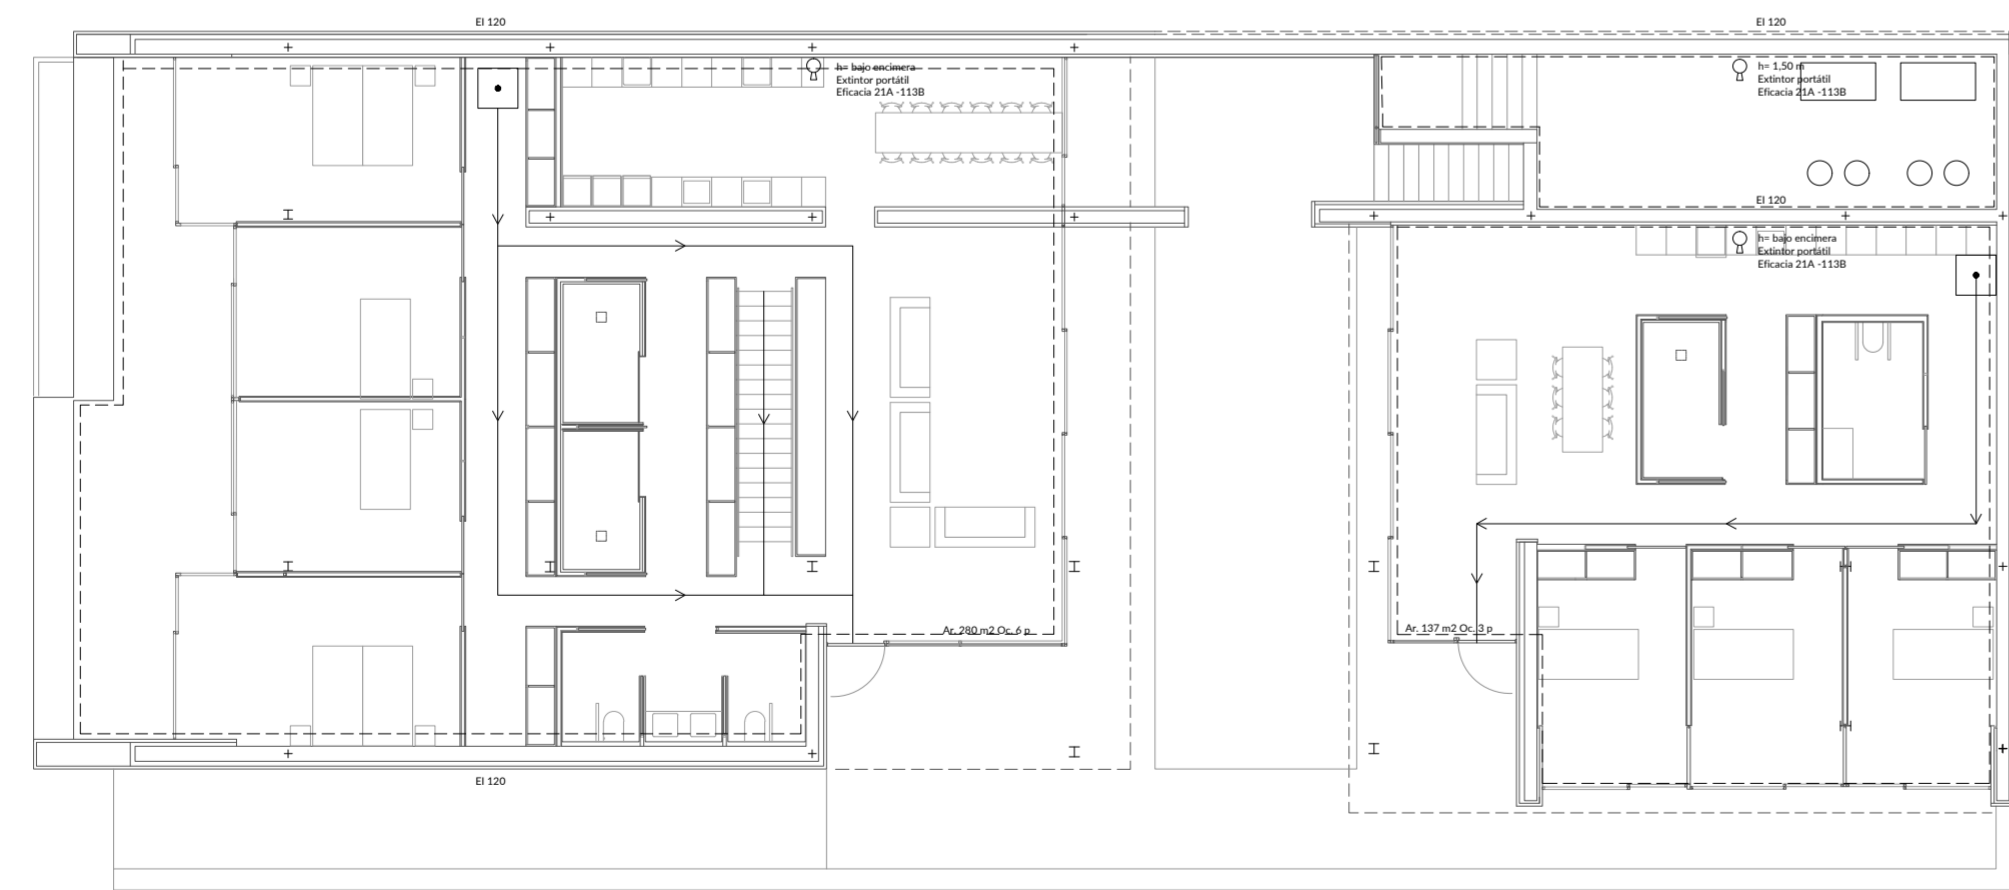 EI 120
EI 120
h= bajo encimera
Extintor portátil
Eficacia 21A -113B
h= 1,50 m
Extintor portátil
Eficacia 21A -113B
EI 120
h= bajo encimera
Extintor portátil
Eficacia 21A -113B
Ar. 280 m2 Oc. 6 p
Ar. 137 m2 Oc. 3 p
EI 120